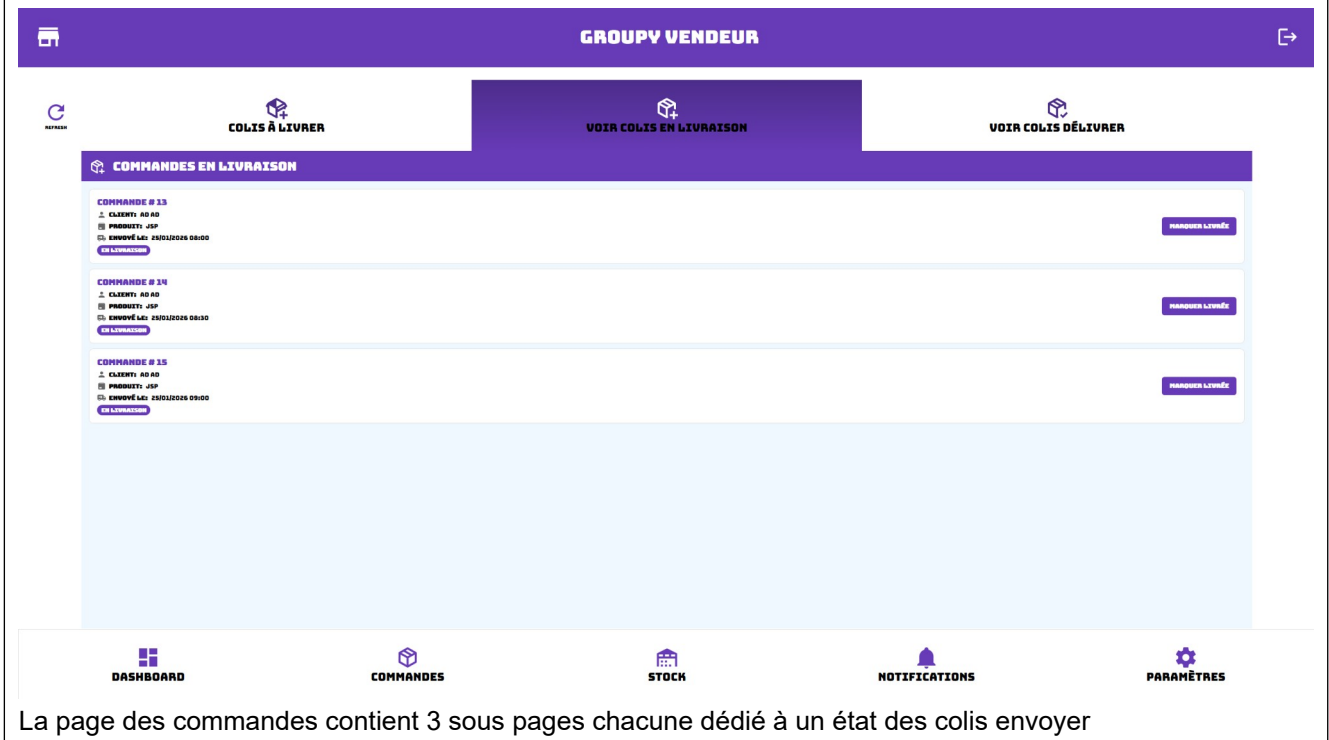 GROUPY VENDEUR
REFRESH
COLIS À LIVRER
VOIR COLIS EN LIVRAISON
VOIR COLIS DÉLIVRER
COMMANDES EN LIVRAISON
COMMANDE # 13
CLIENT: AD AD
PRODUIT: JSP
ENVOYÉ LE: 25/01/2026 08:00
EN LIVRAISON
MARQUER LIVRÉE
COMMANDE # 14
CLIENT: AD AD
PRODUIT: JSP
ENVOYÉ LE: 25/01/2026 08:30
EN LIVRAISON
MARQUER LIVRÉE
COMMANDE # 15
CLIENT: AD AD
PRODUIT: JSP
ENVOYÉ LE: 25/01/2026 09:00
EN LIVRAISON
MARQUER LIVRÉE
DASHBOARD
COMMANDES
STOCK
NOTIFICATIONS
PARAMÈTRES
La page des commandes contient 3 sous pages chacune dédié à un état des colis envoyer